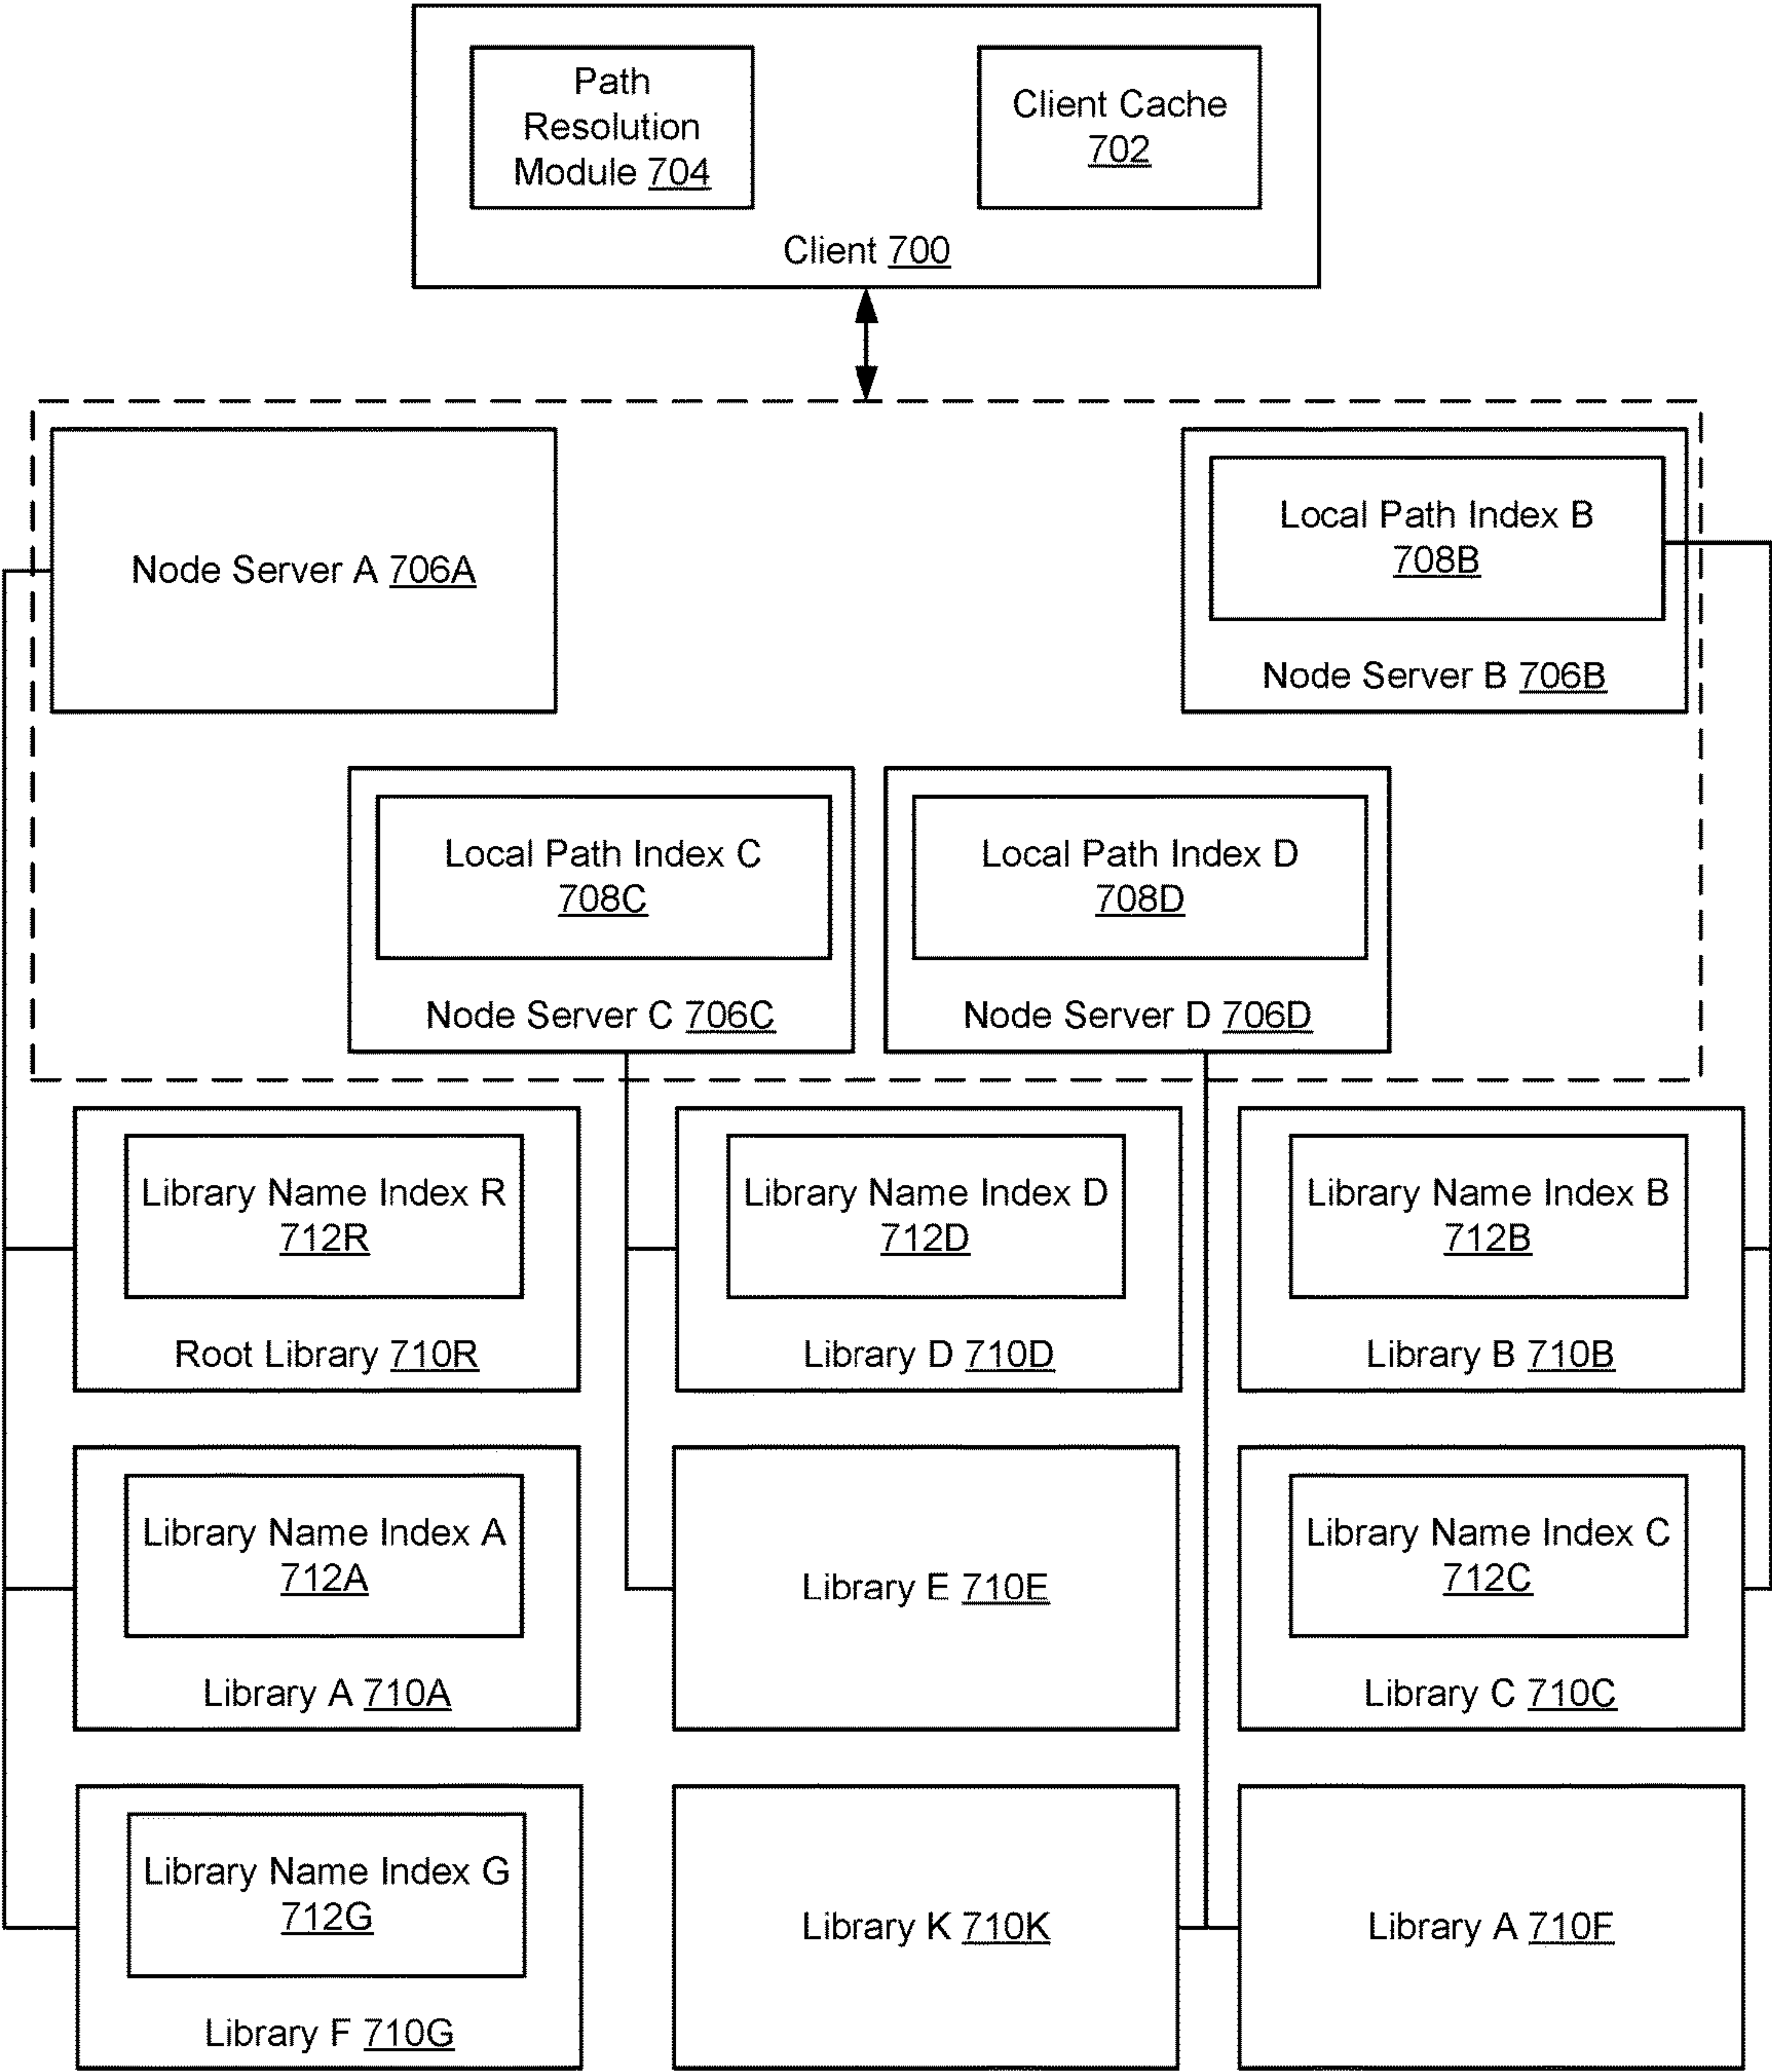 Path
Resolution
Module 704
Client Cache
702
Client 700
Node Server A 706A
Local Path Index B
708B
Node Server B 706B
Local Path Index C
708C
Node Server C 706C
Local Path Index D
708D
Node Server D 706D
Library Name Index R
712R
Root Library 710R
Library Name Index D
712D
Library D 710D
Library Name Index B
712B
Library B 710B
Library Name Index A
712A
Library A 710A
Library E 710E
Library Name Index C
712C
Library C 710C
Library Name Index G
712G
Library F 710G
Library K 710K
Library A 710F